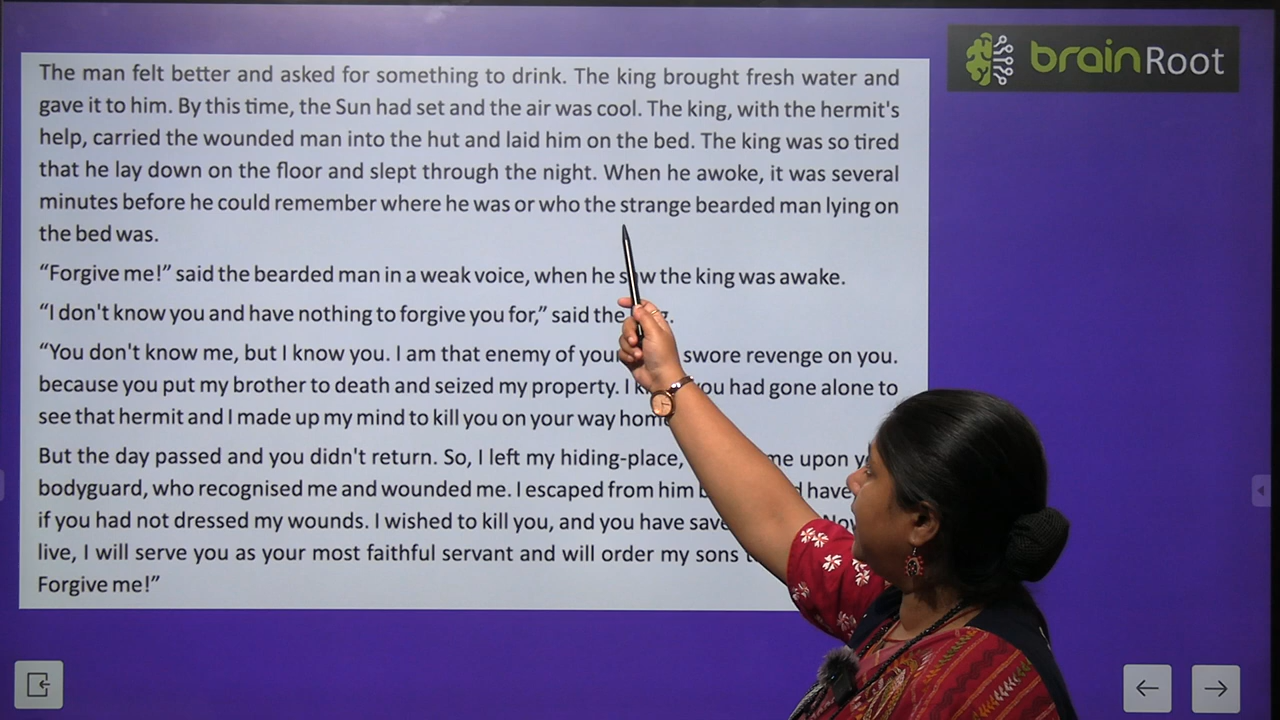 brainRoot
The man felt better and asked for something to drink. The king brought fresh water and
gave it to him. By this time, the Sun had set and the air was cool. The king, with the hermit's
help, carried the wounded man into the hut and laid him on the bed. The king was so tired
that he lay down on the floor and slept through the night. When he awoke, it was several
minutes before he could remember where he was or who the strange bearded man lying on
the bed was.
“Forgive me!” said the bearded man in a weak voice, when he saw the king was awake.
“I don't know you and have nothing to forgive you for,” said the
“You don't know me, but I know you. I am that enemy of swore revenge on you.
because you put my brother to death and seized my property. I you had gone alone to
see that hermit and I made up my mind to kill you on your way
But the day passed and you didn't return. So, I left my hiding-place, upon
bodyguard, who recognised me and wounded me. I escaped from him have
if you had not dressed my wounds. I wished to kill you, and you have
live, I will serve you as your most faithful servant and will order my sons
Forgive me!”